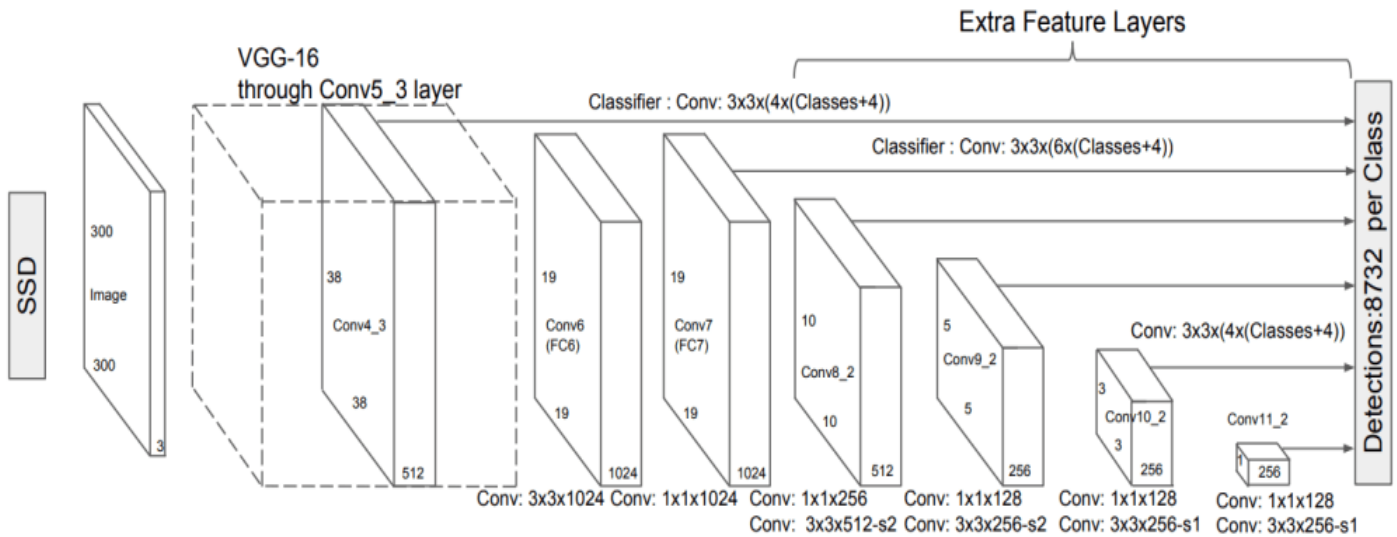 Extra Feature Layers
VGG-16
through Conv5_3 layer
Classifier : Conv: 3x3x(4x(Classes+4))
Classifier : Conv: 3x3x(6x(Classes+4))
SSD
300
Image
300
3
38
Conv4_3
38
512
19
Conv6
(FC6)
19
1024
19
Conv7
(FC7)
19
1024
10
Conv8_2
10
512
5
Conv9_2
5
256
Conv: 3x3x(4x(Classes+4))
3
Conv10_2
3
256
Conv11_2
1
256
Detections:8732 per Class
Conv: 3x3x1024
Conv: 1x1x1024
Conv: 1x1x256
Conv: 3x3x512-s2
Conv: 1x1x128
Conv: 3x3x256-s2
Conv: 1x1x128
Conv: 3x3x256-s1
Conv: 1x1x128
Conv: 3x3x256-s1